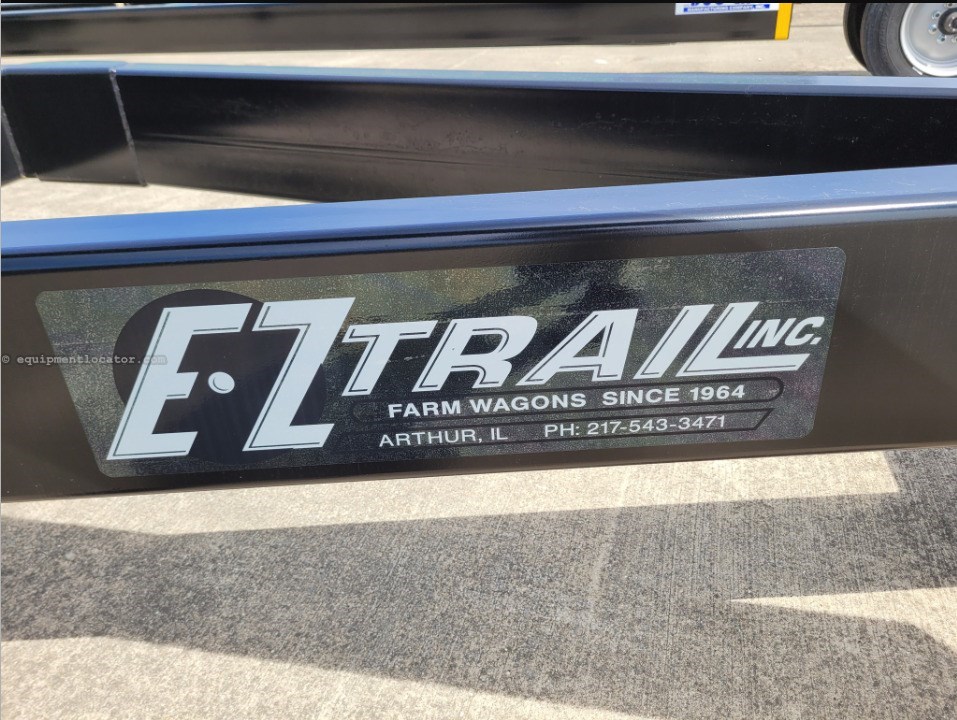 © equipmentlocator.com
E-Z TRAIL INC.
FARM WAGONS SINCE 1964
ARTHUR, IL PH: 217-543-3471